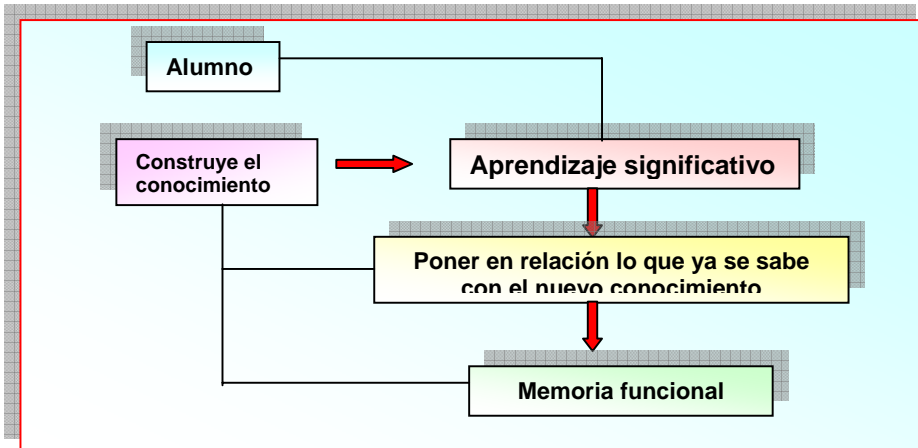 Alumno
Construye el
conocimiento
Aprendizaje significativo
Poner en relación lo que ya se sabe
con el nuevo conocimiento
Memoria funcional